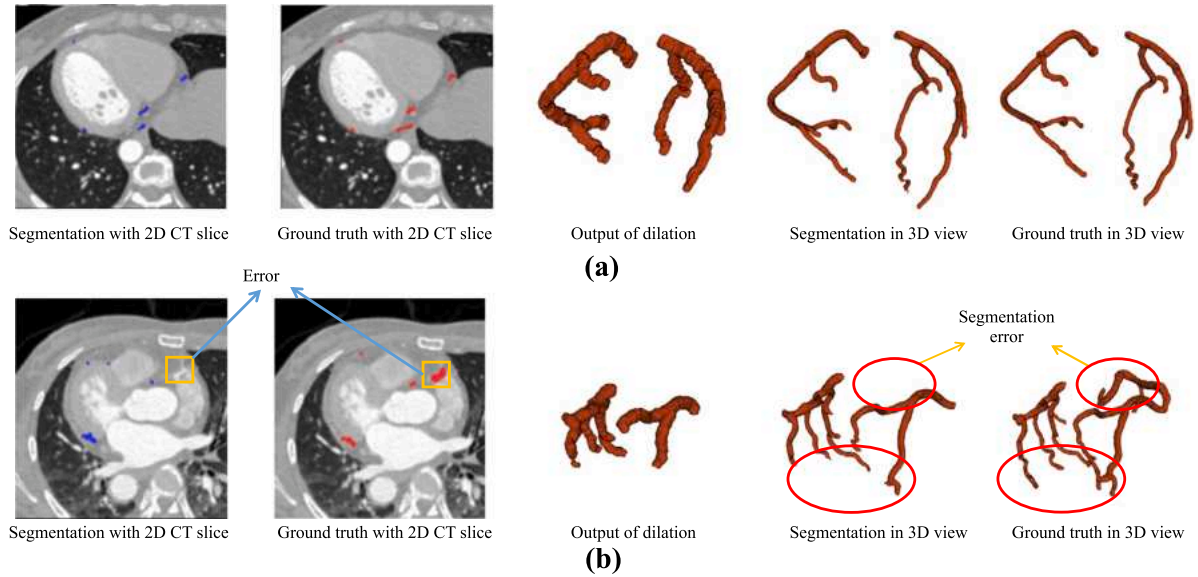 Segmentation with 2D CT slice
Ground truth with 2D CT slice
Output of dilation
Segmentation in 3D view
Ground truth in 3D view
(a)
Error
Segmentation
error
Segmentation with 2D CT slice
Ground truth with 2D CT slice
Output of dilation
Segmentation in 3D view
Ground truth in 3D view
(b)